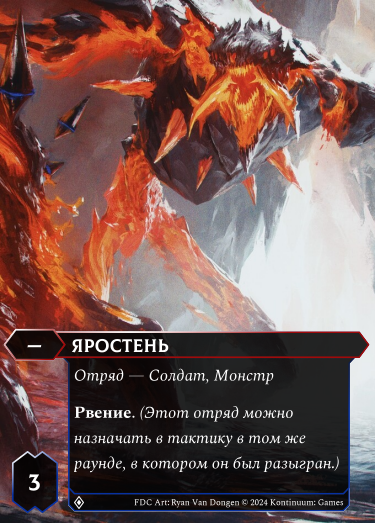 — ЯРОСТЕНЬ
Отряд — Солдат, Монстр
Рвение. (Этот отряд можно
назначать в тактику в том же
раунде, в котором он был разыгран.)
3
FDC Art: Ryan Van Dongen © 2024 Kontinuum: Games